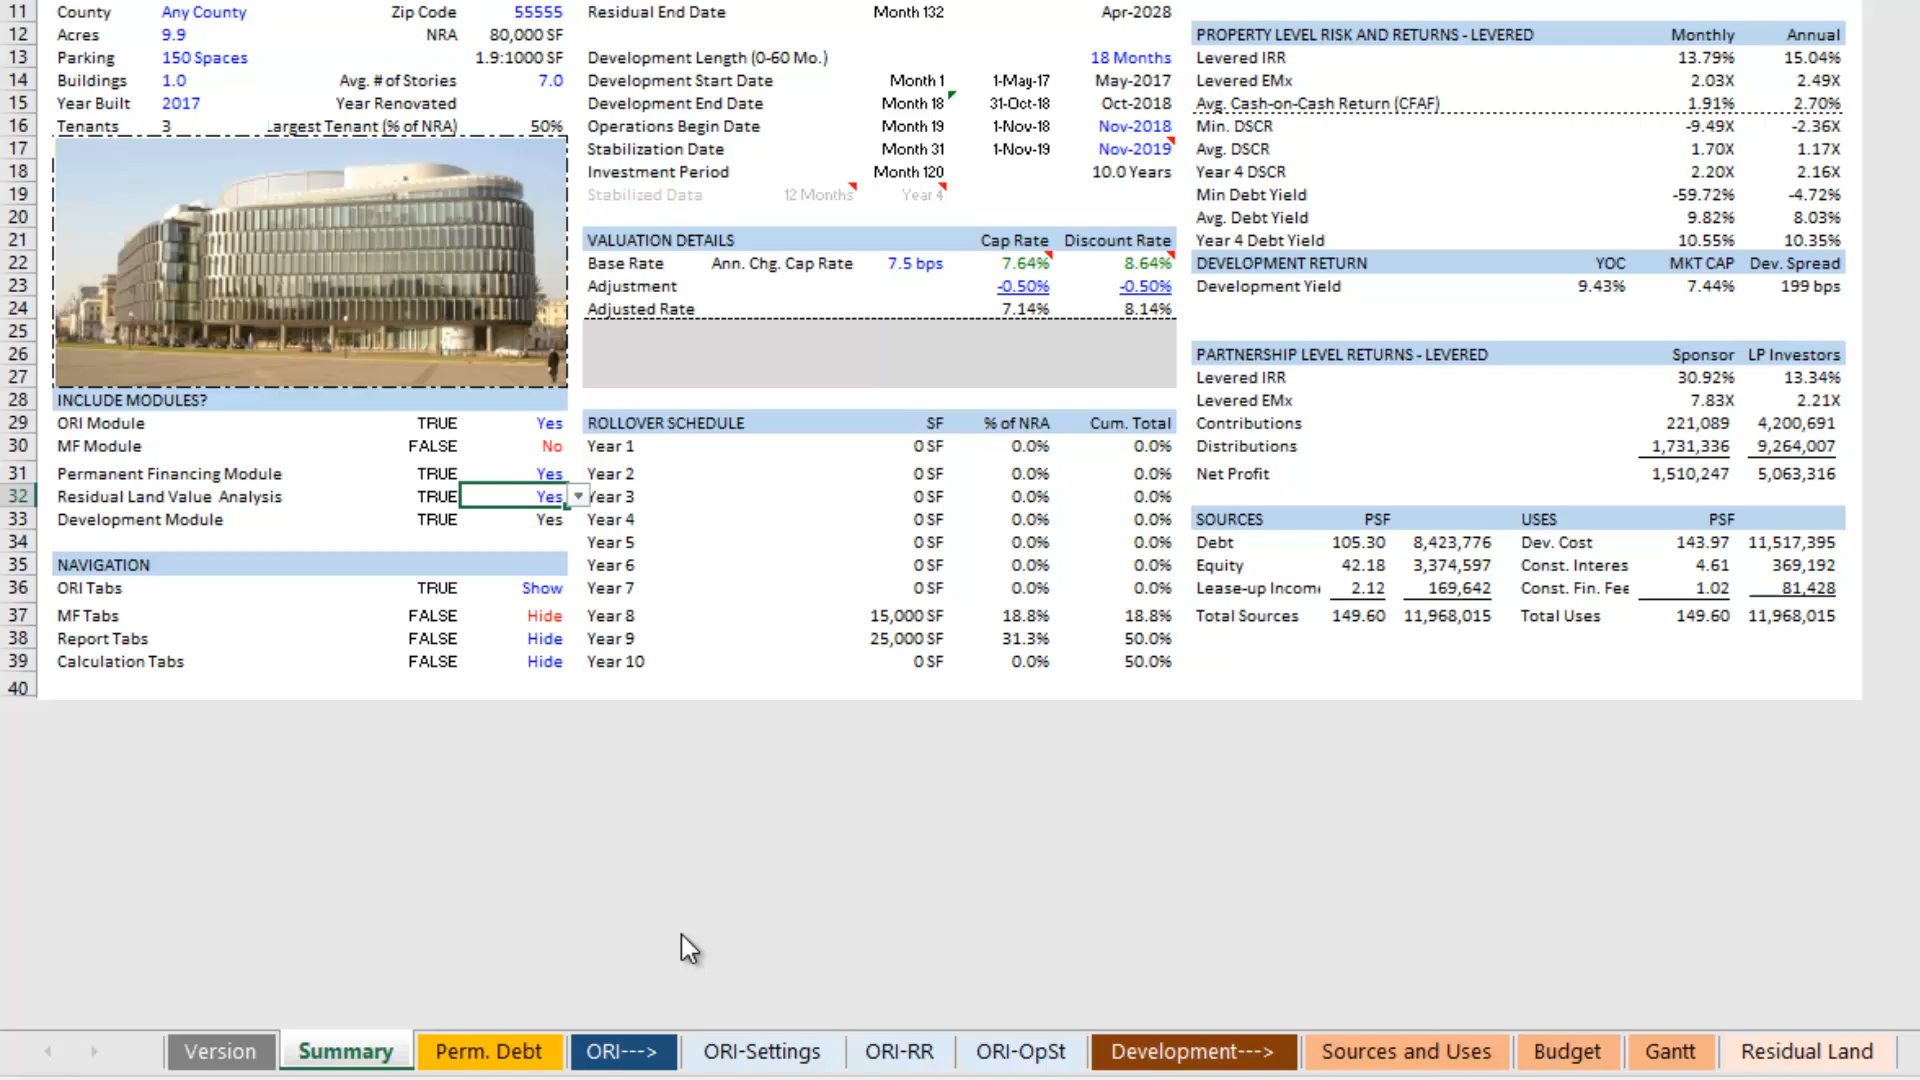 11 County Any County Zip Code 55555 Residual End Date Month 132 Apr-2028
12 Acres 9.9 NRA 80,000 SF PROPERTY LEVEL RISK AND RETURNS - LEVERED Monthly Annual
13 Parking 150 Spaces 1.9:1000 SF Development Length (0-60 Mo.) 18 Months Levered IRR 13.79% 15.04%
14 Buildings 1.0 Avg. # of Stories 7.0 Development Start Date Month 1 1-May-17 May-2017 Levered EMx 2.03X 2.49X
15 Year Built 2017 Year Renovated Development End Date Month 18 31-Oct-18 Oct-2018 Avg. Cash-on-Cash Return (CFAF) 1.91% 2.70%
16 Tenants 3 Largest Tenant (% of NRA) 50% Operations Begin Date Month 19 1-Nov-18 Nov-2018 Min. DSCR -9.49X -2.36X
17 Stabilization Date Month 31 1-Nov-19 Nov-2019 Avg. DSCR 1.70X 1.17X
18 Investment Period Month 120 10.0 Years Year 4 DSCR 2.20X 2.16X
19 Stabilized Data 12 Months Year 4 Min Debt Yield -59.72% -4.72%
20 Avg. Debt Yield 9.82% 8.03%
21 VALUATION DETAILS Cap Rate Discount Rate Year 4 Debt Yield 10.55% 10.35%
22 Base Rate Ann. Chg. Cap Rate 7.5 bps 7.64% 8.64% DEVELOPMENT RETURN YOC MKT CAP Dev. Spread
23 Adjustment -0.50% -0.50% Development Yield 9.43% 7.44% 199 bps
24 Adjusted Rate 7.14% 8.14%
25
26 PARTNERSHIP LEVEL RETURNS - LEVERED Sponsor LP Investors
27 Levered IRR 30.92% 13.34%
28 INCLUDE MODULES? Levered EMx 7.83X 2.21X
29 ORI Module TRUE Yes ROLLOVER SCHEDULE SF % of NRA Cum. Total Contributions 221,089 4,200,691
30 MF Module FALSE No Year 1 0 SF 0.0% 0.0% Distributions 1,731,336 9,264,007
31 Permanent Financing Module TRUE Yes Year 2 0 SF 0.0% 0.0% Net Profit 1,510,247 5,063,316
32 Residual Land Value Analysis TRUE Yes Year 3 0 SF 0.0% 0.0%
33 Development Module TRUE Yes Year 4 0 SF 0.0% 0.0% SOURCES PSF USES PSF
34 Year 5 0 SF 0.0% 0.0% Debt 105.30 8,423,776 Dev. Cost 143.97 11,517,395
35 NAVIGATION Year 6 0 SF 0.0% 0.0% Equity 42.18 3,374,597 Const. Interes 4.61 369,192
36 ORI Tabs TRUE Show Year 7 0 SF 0.0% 0.0% Lease-up Incom 2.12 169,642 Const. Fin. Fee 1.02 81,428
37 MF Tabs FALSE Hide Year 8 15,000 SF 18.8% 18.8% Total Sources 149.60 11,968,015 Total Uses 149.60 11,968,015
38 Report Tabs FALSE Hide Year 9 25,000 SF 31.3% 50.0%
39 Calculation Tabs FALSE Hide Year 10 0 SF 0.0% 50.0%
40
Version Summary Perm. Debt ORI---> ORI-Settings ORI-RR ORI-OpSt Development---> Sources and Uses Budget Gantt Residual Land